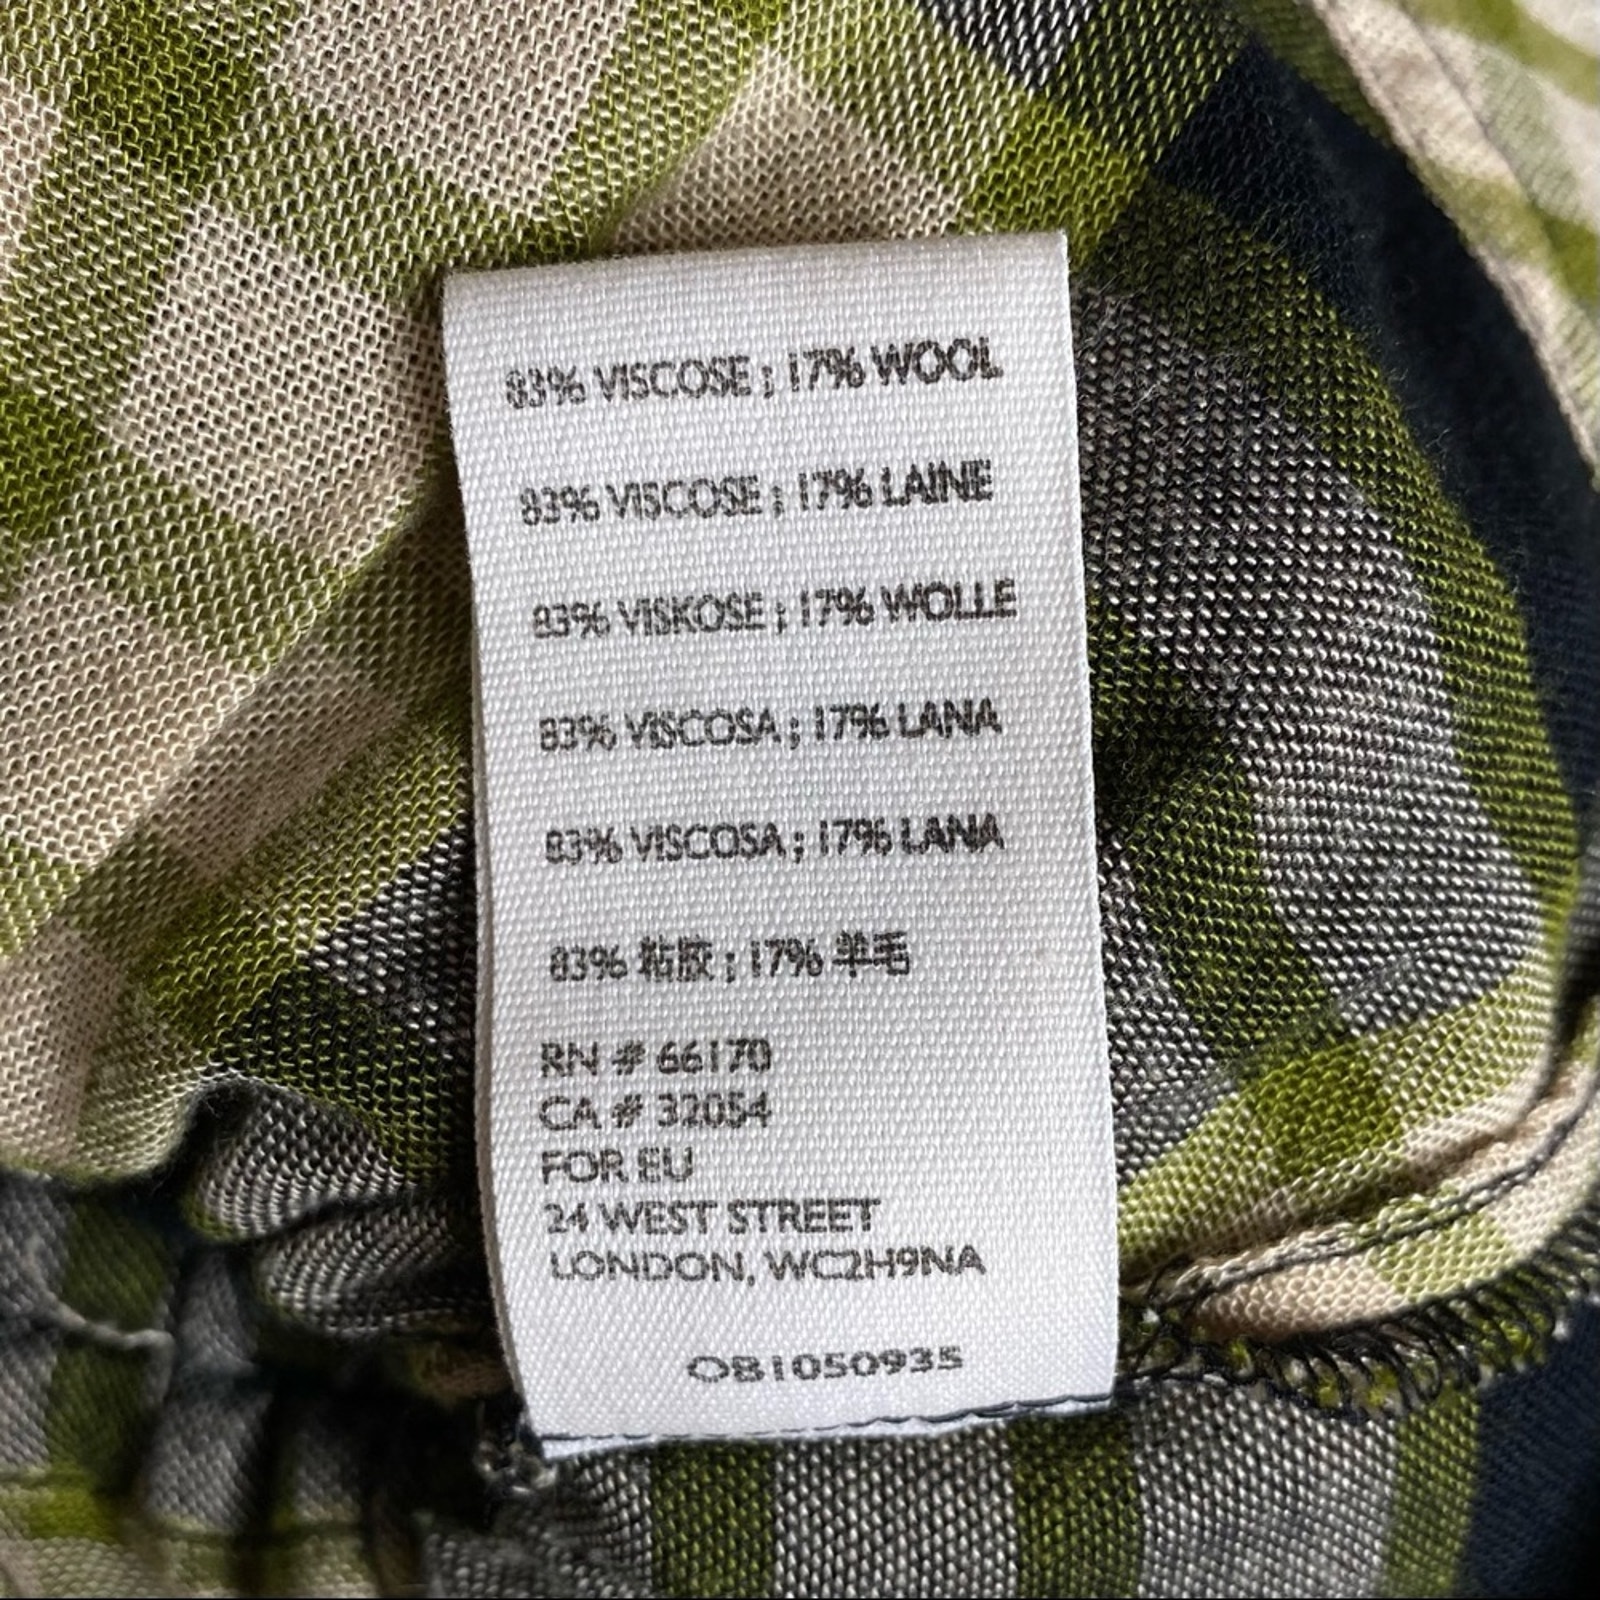 83% VISCOSE ; 17% WOOL
83% VISCOSE ; 17% LAINE
83% VISKOSE ; 17% WOLLE
83% VISCOSA ; 17% LANA
83% VISCOSA ; 17% LANA
83% 粘胶 ; 17% 羊毛
RN # 66170
CA # 32054
FOR EU
24 WEST STREET
LONDON, WC2H9NA
OB1050935